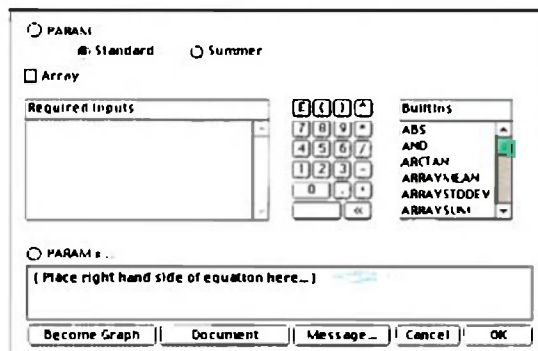 PARAM
Standard Summer
Array
Required Inputs
E ( ) ^
7 8 9 *
4 5 6 /
1 2 3 -
0 . +
<<
Builtins
ABS
AND
ARCTAN
ARRAYMEAN
ARRAYSTDDEV
ARRAYSUM
PARAM = ...
{ Place right hand side of equation here... }
Become Graph Document Message... Cancel OK